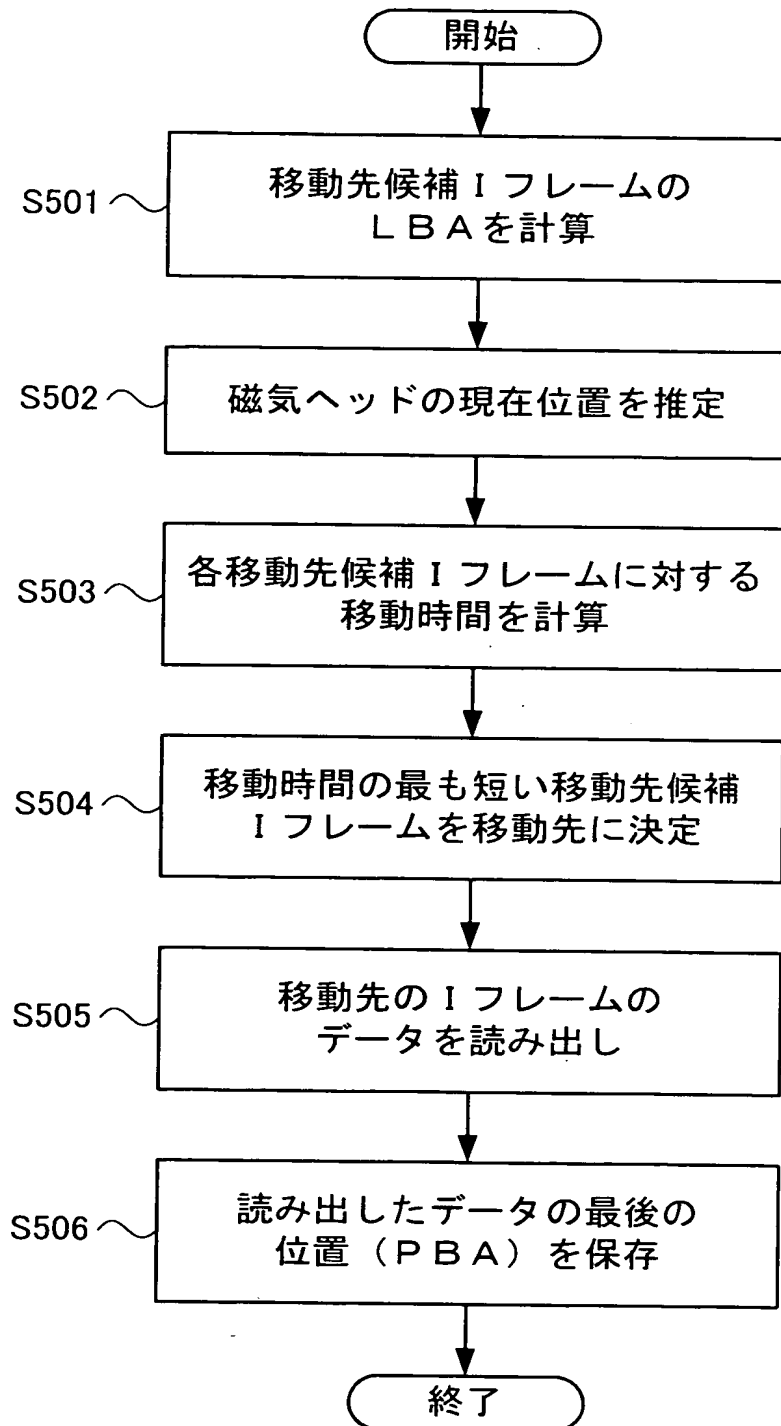 開始
S501
移動先候補Ｉフレームの
ＬＢＡを計算
S502
磁気ヘッドの現在位置を推定
S503
各移動先候補Ｉフレームに対する
移動時間を計算
S504
移動時間の最も短い移動先候補
Ｉフレームを移動先に決定
S505
移動先のＩフレームの
データを読み出し
S506
読み出したデータの最後の
位置（ＰＢＡ）を保存
終了